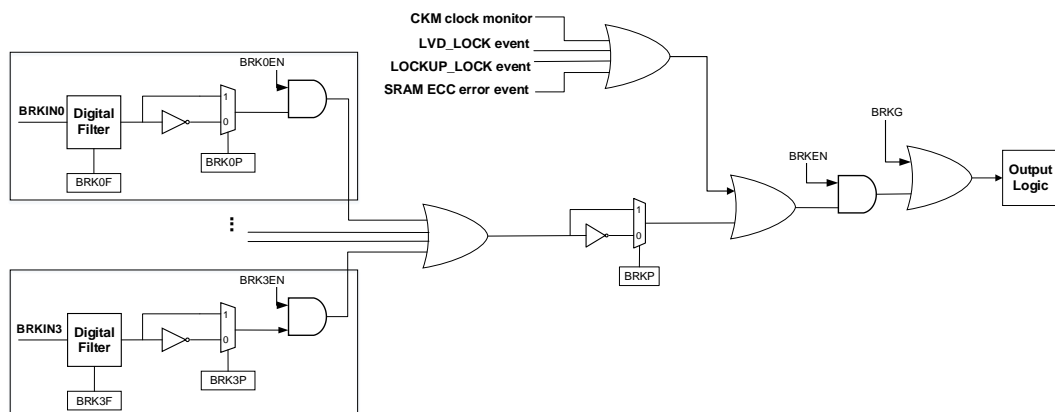 CKM clock monitor
LVD_LOCK event
LOCKUP_LOCK event
SRAM ECC error event
BRK0EN
BRKIN0
Digital
Filter
1
0
BRK0P
BRK0F
...
BRKG
BRKEN
Output
Logic
1
0
BRKP
BRK3EN
BRKIN3
Digital
Filter
1
0
BRK3P
BRK3F